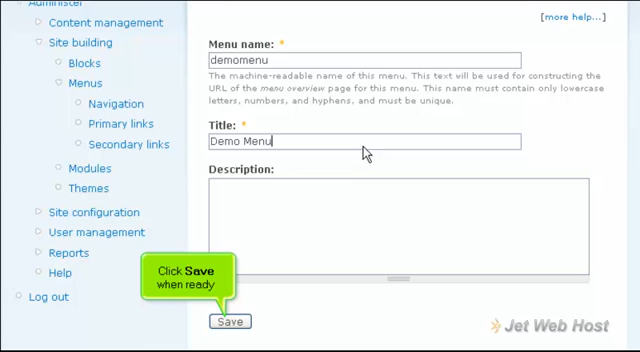 Administer
[more help...]
Content management
Site building
Blocks
Menus
Navigation
Primary links
Secondary links
Modules
Themes
Site configuration
User management
Reports
Help
Log out
Menu name: *
demomenu
The machine-readable name of this menu. This text will be used for constructing the
URL of the menu overview page for this menu. This name must contain only lowercase
letters, numbers, and hyphens, and must be unique.
Title: *
Demo Menu
Description:
Click Save
when ready
Save
Jet Web Host